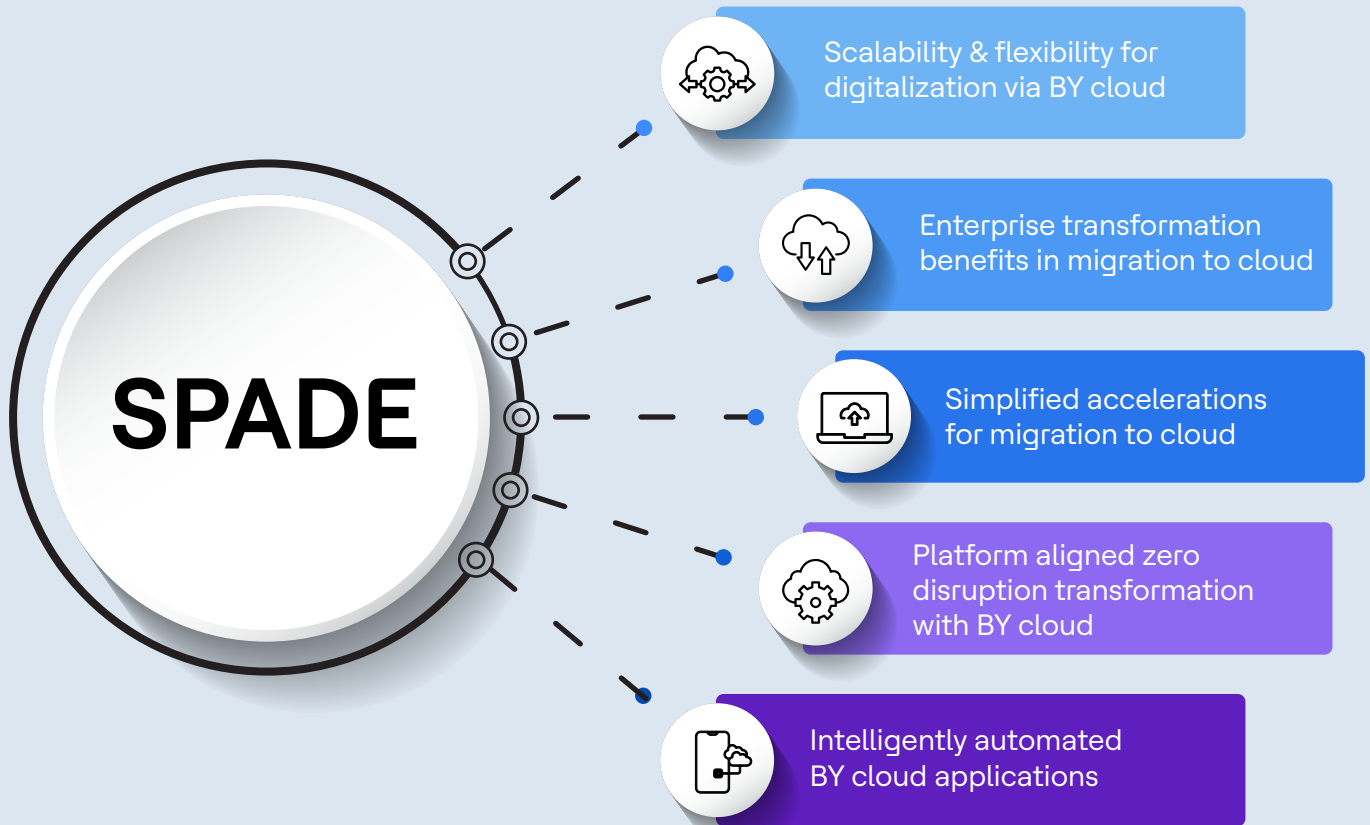 SPADE
Scalability & flexibility for
digitalization via BY cloud
Enterprise transformation
benefits in migration to cloud
Simplified accelerations
for migration to cloud
Platform aligned zero
disruption transformation
with BY cloud
Intelligently automated
BY cloud applications